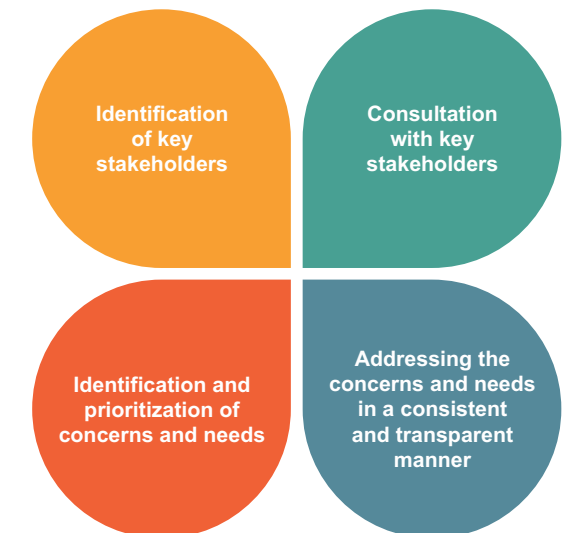 Identification
of key
stakeholders
Consultation
with key
stakeholders
Identification and
prioritization of
concerns and needs
Addressing the
concerns and needs
in a consistent
and transparent
manner